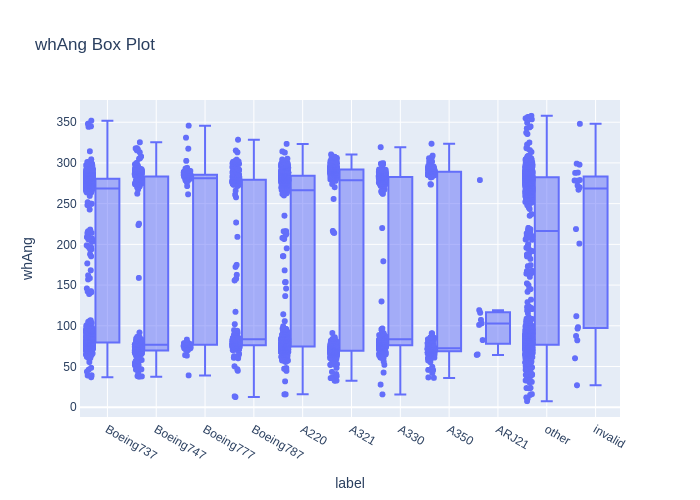 whAng Box Plot
350
300
250
200
150
100
50
0
whAng
Boeing737
Boeing747
Boeing777
Boeing787
A220
A321
A330
A350
ARJ21
other
invalid
label